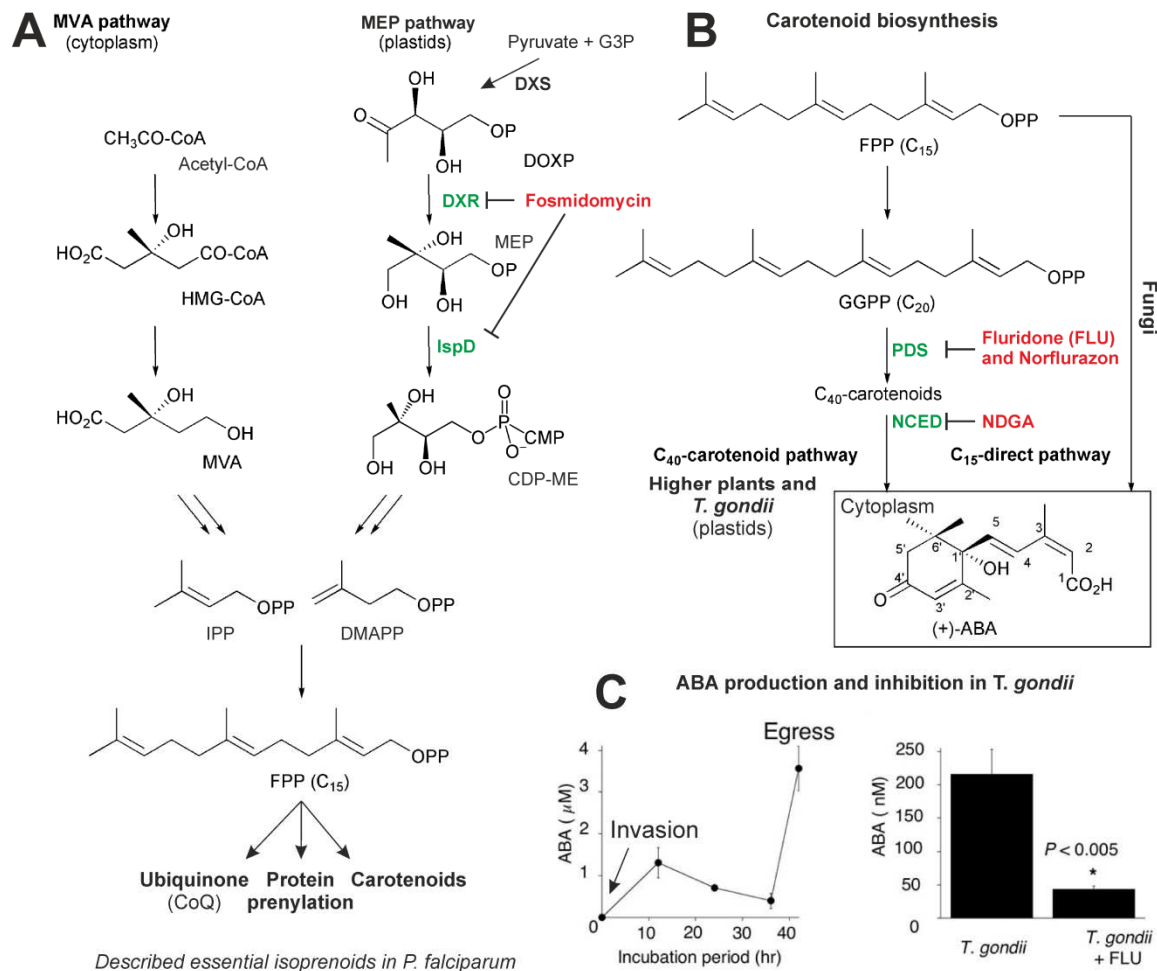 A
MVA pathway
(cytoplasm)
CH3CO-CoA
Acetyl-CoA
OH
HO2C
CO-CoA
HMG-CoA
HO2C
OH
OH
MVA
MEP pathway
(plastids)
Pyruvate + G3P
DXS
OH
O
OP
OH
DOXP
DXR
Fosmidomycin
MEP
OH
OP
OH
OH
IspD
OH
O
O
P
CMP
O−
OH
OH
CDP-ME
OPP
IPP
OPP
DMAPP
OPP
FPP (C15)
Ubiquinone
(CoQ)
Protein
prenylation
Carotenoids
Described essential isoprenoids in P. falciparum
B
Carotenoid biosynthesis
OPP
FPP (C15)
OPP
GGPP (C20)
Fungi
PDS
Fluridone (FLU)
and Norflurazon
C40-carotenoids
NCED
NDGA
C40-carotenoid pathway
C15-direct pathway
Higher plants and
T. gondii
(plastids)
Cytoplasm
5
3
5'
6'
2
1'
4
OH
1
4'
CO2H
2'
O
3'
(+)-ABA
C
ABA production and inhibition in T. gondii
Egress
Invasion
ABA ( µM)
4
3
2
1
0
0
10
20
30
40
Incubation period (hr)
ABA ( nM)
250
200
150
100
50
0
P < 0.005
*
T. gondii
T. gondii
+ FLU